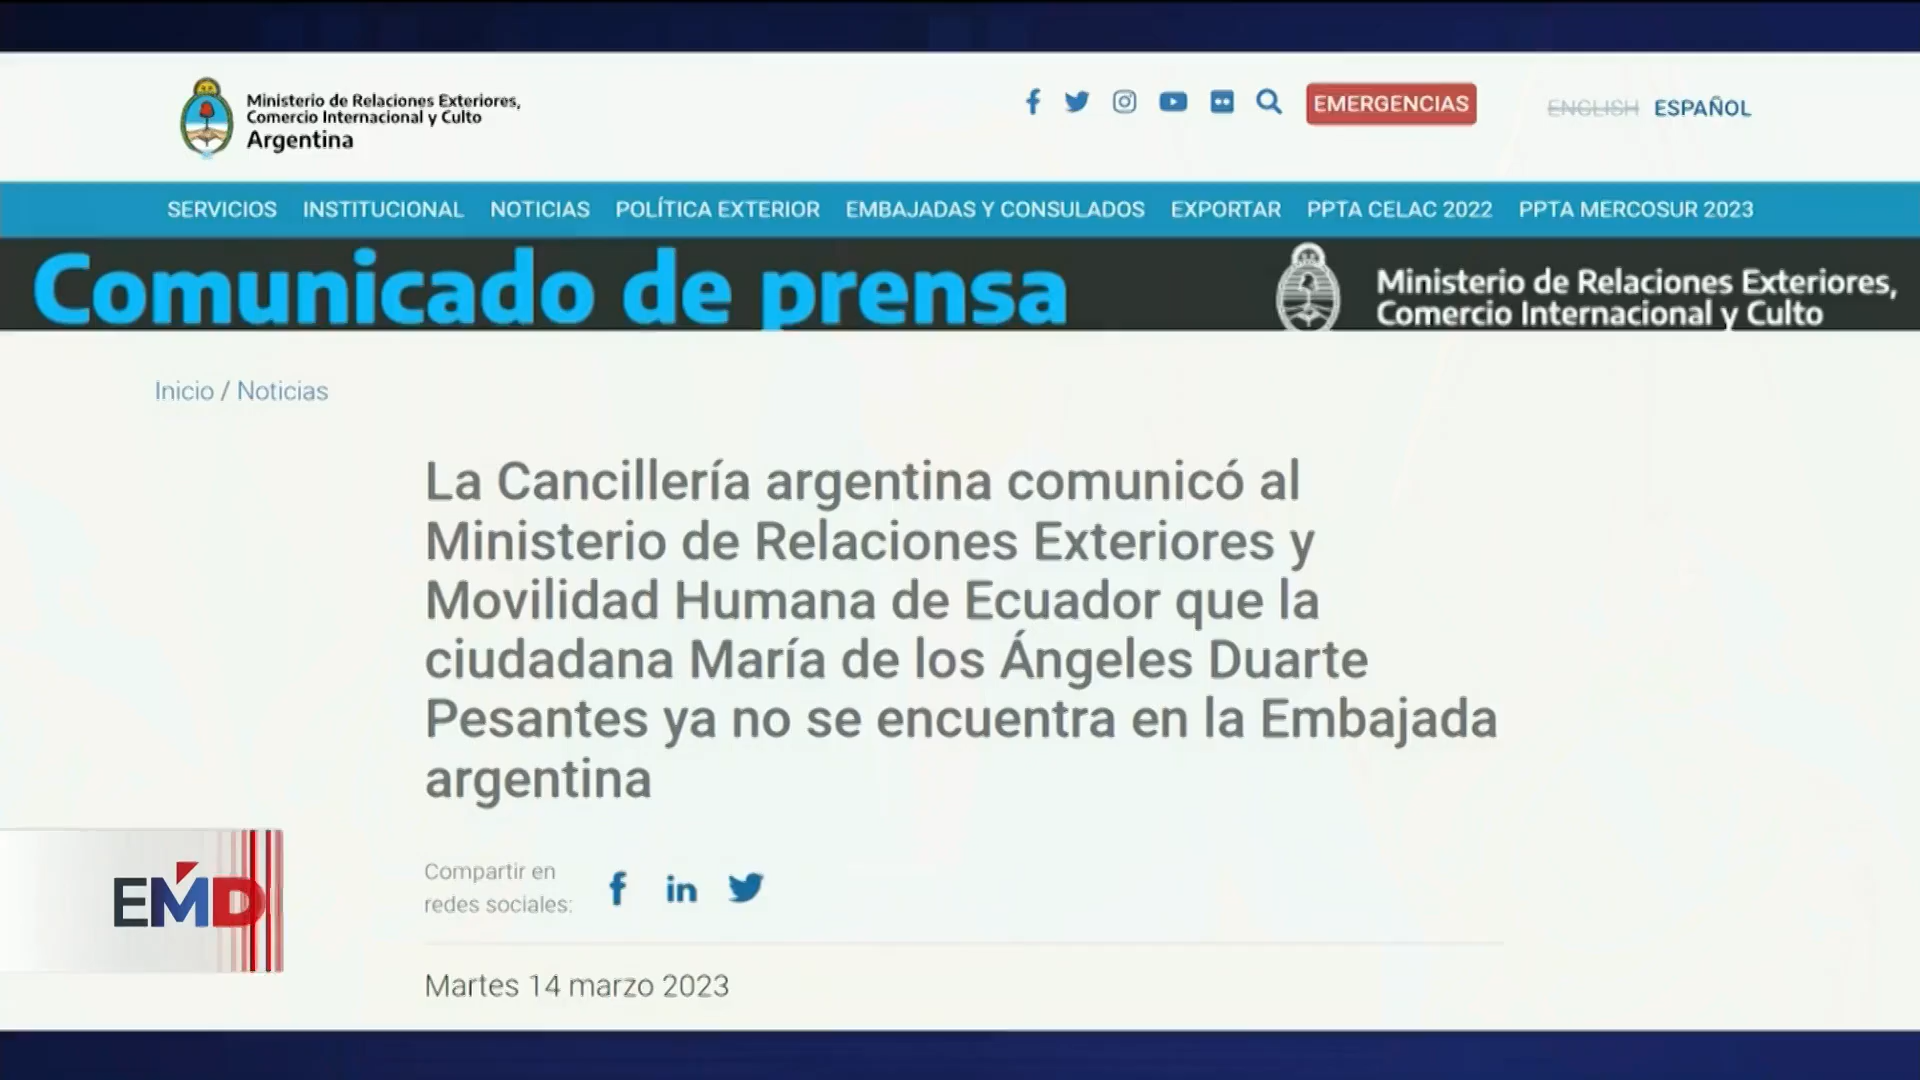 Ministerio de Relaciones Exteriores,
Comercio Internacional y Culto
Argentina
EMERGENCIAS
ENGLISH ESPAÑOL
SERVICIOS INSTITUCIONAL NOTICIAS POLÍTICA EXTERIOR EMBAJADAS Y CONSULADOS EXPORTAR PPTA CELAC 2022 PPTA MERCOSUR 2023
Comunicado de prensa
Ministerio de Relaciones Exteriores,
Comercio Internacional y Culto
Inicio / Noticias
La Cancillería argentina comunicó al
Ministerio de Relaciones Exteriores y
Movilidad Humana de Ecuador que la
ciudadana María de los Ángeles Duarte
Pesantes ya no se encuentra en la Embajada
argentina
Compartir en
redes sociales:
EMD
Martes 14 marzo 2023